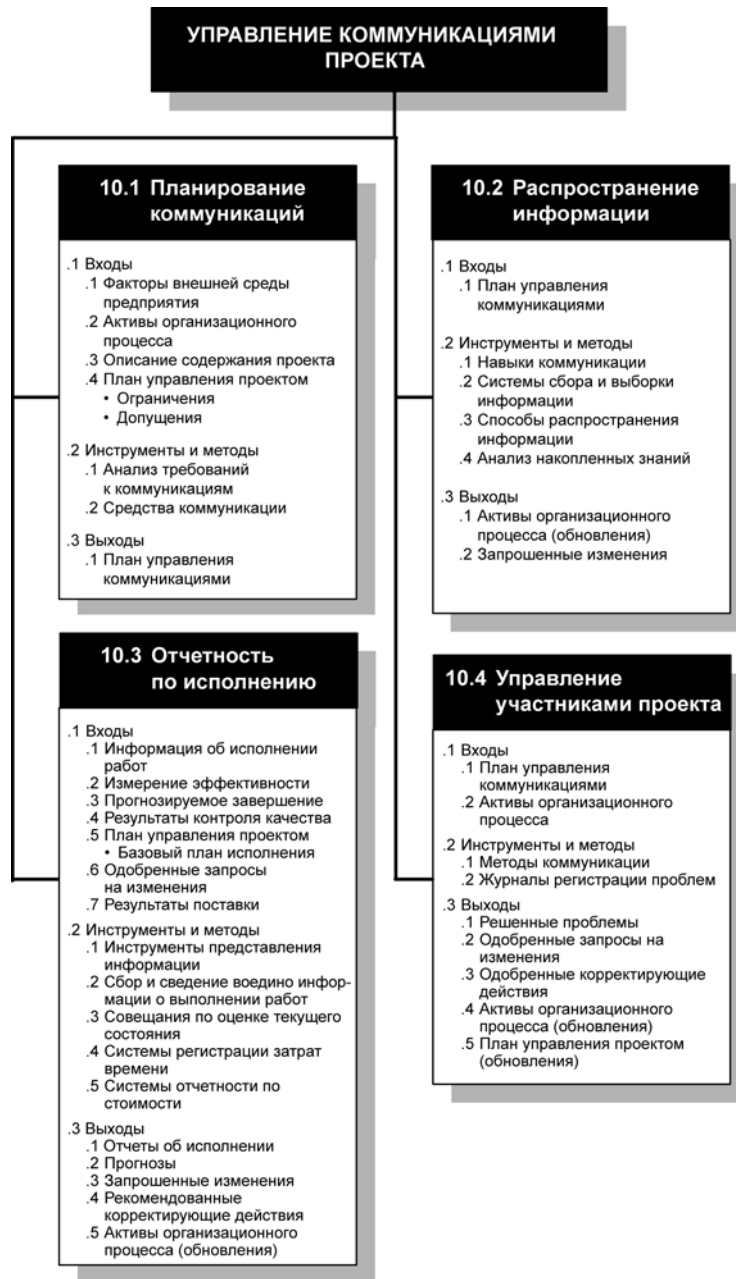 УПРАВЛЕНИЕ КОММУНИКАЦИЯМИ
ПРОЕКТА
10.1 Планирование
коммуникаций
.1 Входы
.1 Факторы внешней среды
предприятия
.2 Активы организационного
процесса
.3 Описание содержания проекта
.4 План управления проектом
• Ограничения
• Допущения
.2 Инструменты и методы
.1 Анализ требований
к коммуникациям
.2 Средства коммуникации
.3 Выходы
.1 План управления
коммуникациями
10.2 Распространение
информации
.1 Входы
.1 План управления
коммуникациями
.2 Инструменты и методы
.1 Навыки коммуникации
.2 Системы сбора и выборки
информации
.3 Способы распространения
информации
.4 Анализ накопленных знаний
.3 Выходы
.1 Активы организационного
процесса (обновления)
.2 Запрошенные изменения
10.3 Отчетность
по исполнению
.1 Входы
.1 Информация об исполнении
работ
.2 Измерение эффективности
.3 Прогнозируемое завершение
.4 Результаты контроля качества
.5 План управления проектом
• Базовый план исполнения
.6 Одобренные запросы
на изменения
.7 Результаты поставки
.2 Инструменты и методы
.1 Инструменты представления
информации
.2 Сбор и сведение воедино инфор-
мации о выполнении работ
.3 Совещания по оценке текущего
состояния
.4 Системы регистрации затрат
времени
.5 Системы отчетности по
стоимости
.3 Выходы
.1 Отчеты об исполнении
.2 Прогнозы
.3 Запрошенные изменения
.4 Рекомендованные
корректирующие действия
.5 Активы организационного
процесса (обновления)
10.4 Управление
участниками проекта
.1 Входы
.1 План управления
коммуникациями
.2 Активы организационного
процесса
.2 Инструменты и методы
.1 Методы коммуникации
.2 Журналы регистрации проблем
.3 Выходы
.1 Решенные проблемы
.2 Одобренные запросы на
изменения
.3 Одобренные корректирующие
действия
.4 Активы организационного
процесса (обновления)
.5 План управления проектом
(обновления)